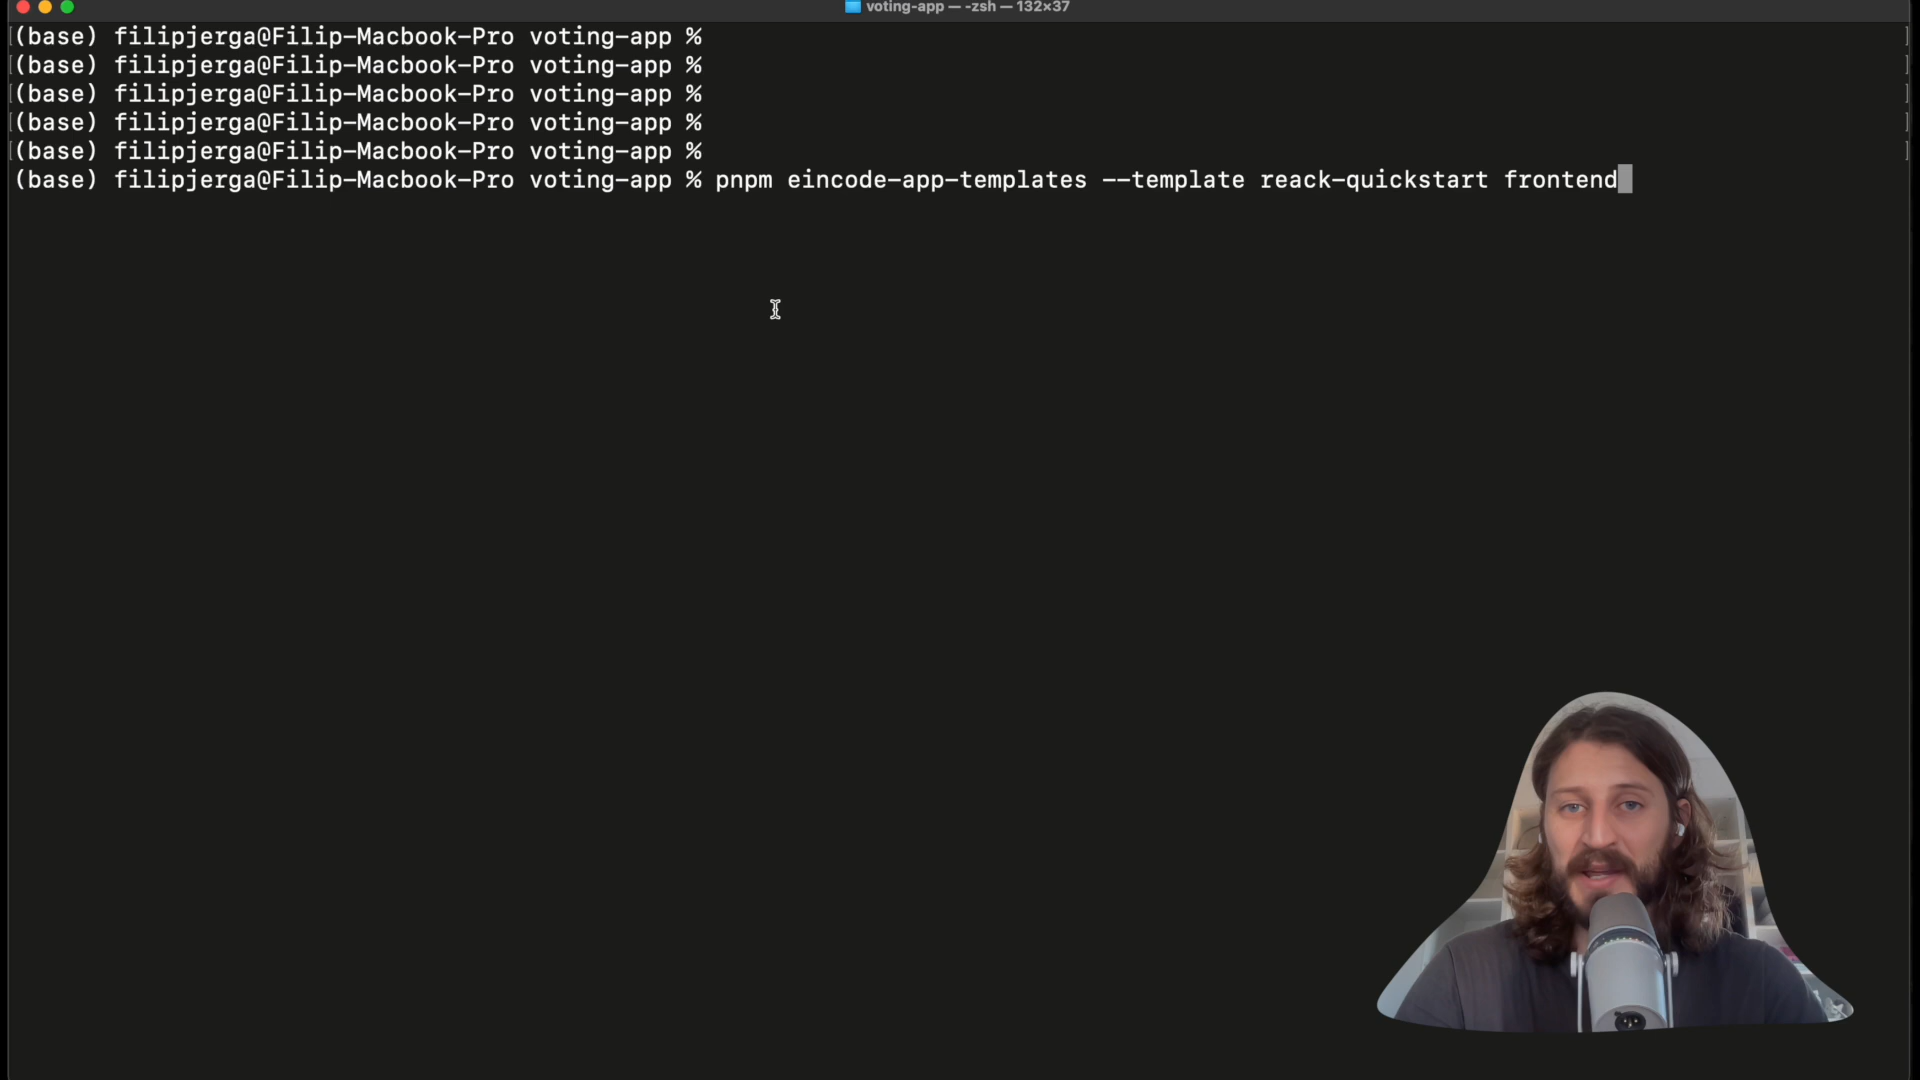 voting-app — -zsh — 132×37
(base) filipjerga@Filip-Macbook-Pro voting-app %
(base) filipjerga@Filip-Macbook-Pro voting-app %
(base) filipjerga@Filip-Macbook-Pro voting-app %
(base) filipjerga@Filip-Macbook-Pro voting-app %
(base) filipjerga@Filip-Macbook-Pro voting-app %
(base) filipjerga@Filip-Macbook-Pro voting-app % pnpm eincode-app-templates --template reack-quickstart frontend